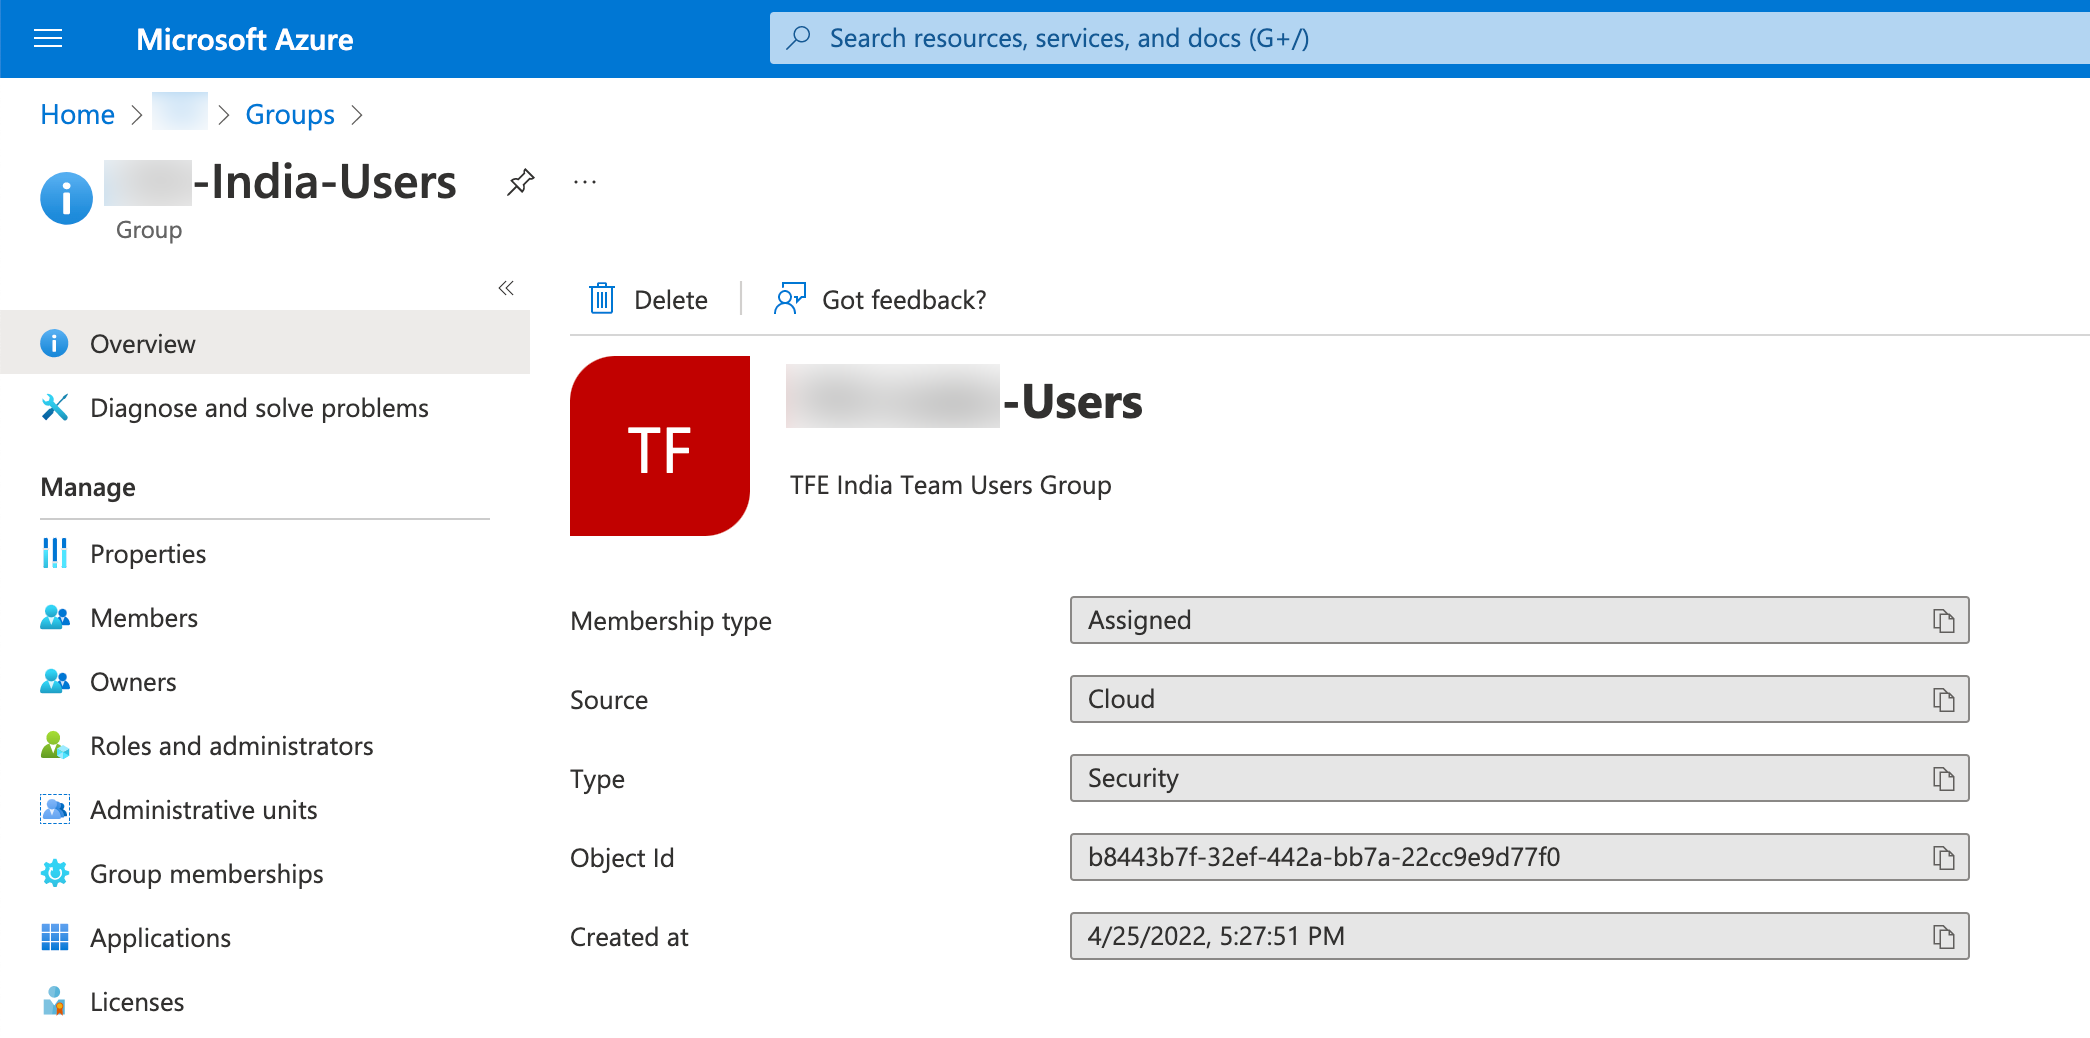 Microsoft Azure
Search resources, services, and docs (G+/)
Home > > Groups >
-India-Users
Group
Delete
Got feedback?
Overview
Diagnose and solve problems
Manage
Properties
Members
Owners
Roles and administrators
Administrative units
Group memberships
Applications
Licenses
TF
-Users
TFE India Team Users Group
Membership type
Assigned
Source
Cloud
Type
Security
Object Id
b8443b7f-32ef-442a-bb7a-22cc9e9d77f0
Created at
4/25/2022, 5:27:51 PM